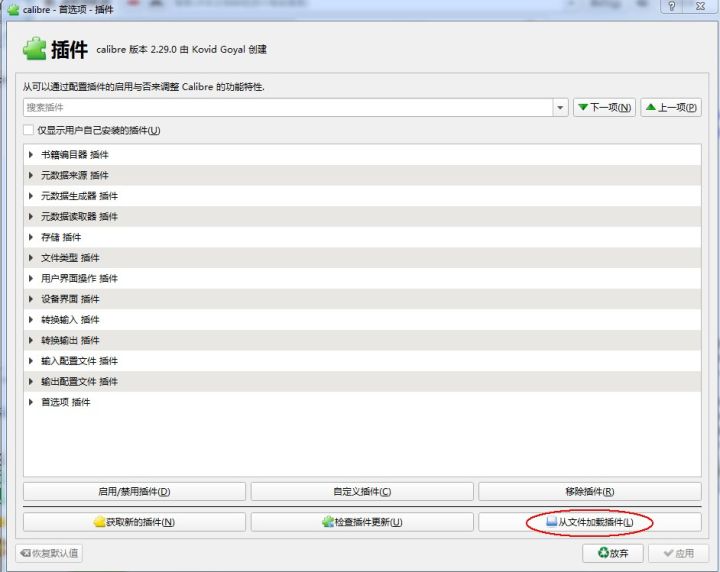 calibre - 首选项 - 插件
插件 calibre 版本 2.29.0 由 Kovid Goyal 创建
从可以通过配置插件的启用与否来调整 Calibre 的功能特性.
搜索插件 下一项(N) 上一项(P)
仅显示用户自己安装的插件(U)
书籍编目器 插件
元数据来源 插件
元数据生成器 插件
元数据读取器 插件
存储 插件
文件类型 插件
用户界面操作 插件
设备界面 插件
转换输入 插件
转换输出 插件
输入配置文件 插件
输出配置文件 插件
首选项 插件
启用/禁用插件(D) 自定义插件(C) 移除插件(R)
获取新的插件(N) 检查插件更新(U) 从文件加载插件(L)
恢复默认值 放弃 应用